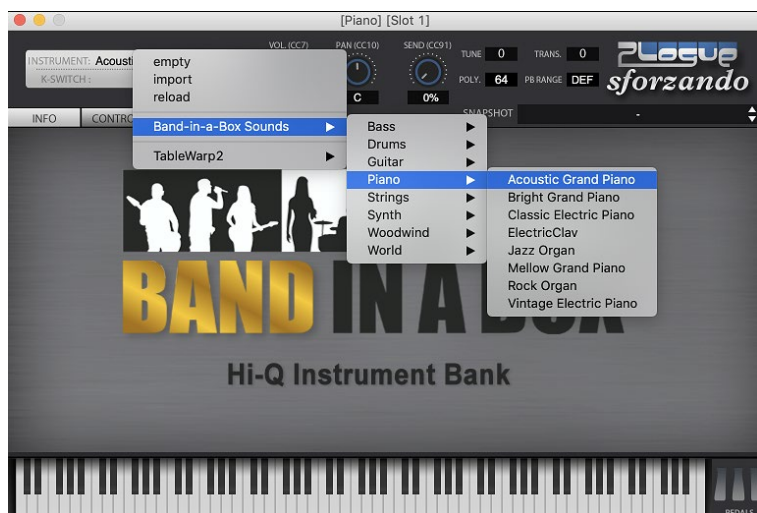 [Piano] [Slot 1]
INSTRUMENT: Acousti
K-SWITCH :
VOL. (CC7)
PAN (CC10)
SEND (CC91)
C
0%
TUNE 0 TRANS. 0
POLY. 64 PB RANGE DEF
Plogue
sforzando
INFO
CONTRO
SNAPSHOT
-
empty
import
reload
Band-in-a-Box Sounds
TableWarp2
Bass
Drums
Guitar
Piano
Strings
Synth
Woodwind
World
Acoustic Grand Piano
Bright Grand Piano
Classic Electric Piano
ElectricClav
Jazz Organ
Mellow Grand Piano
Rock Organ
Vintage Electric Piano
BAND IN A BOX
Hi-Q Instrument Bank
PEDALS